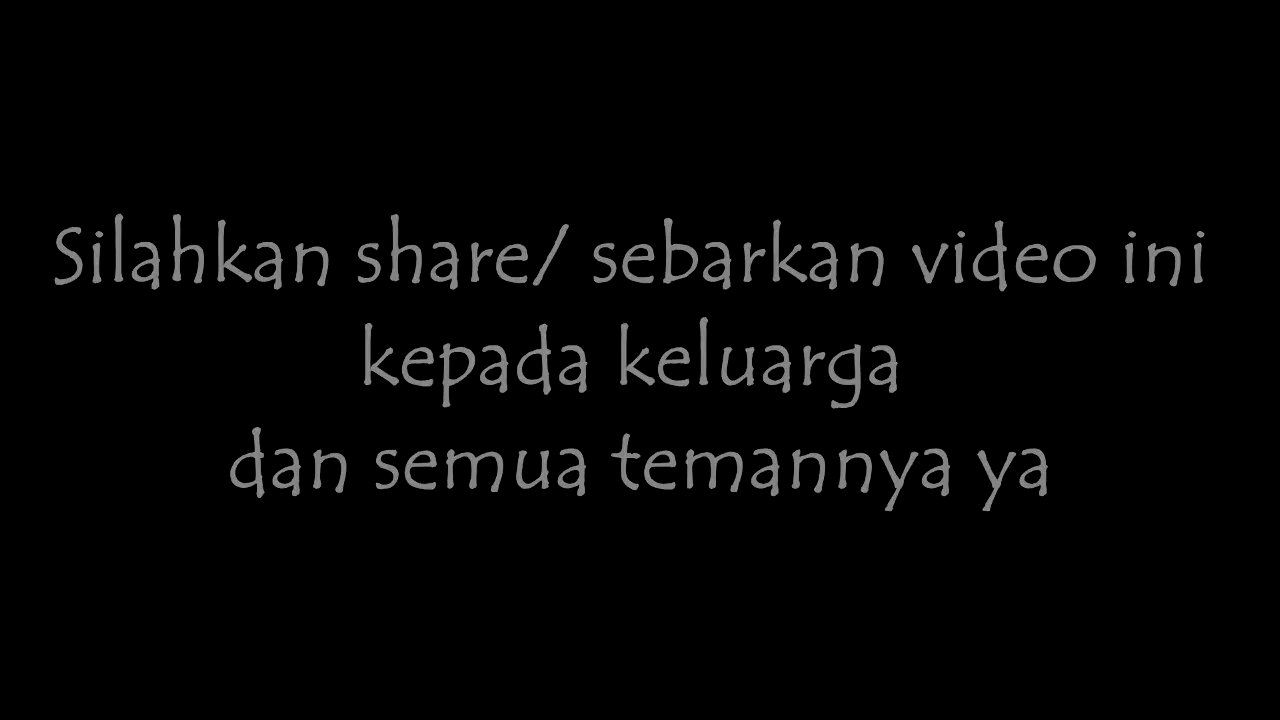 Silahkan share/ sebarkan video ini
kepada keluarga
dan semua temannya ya